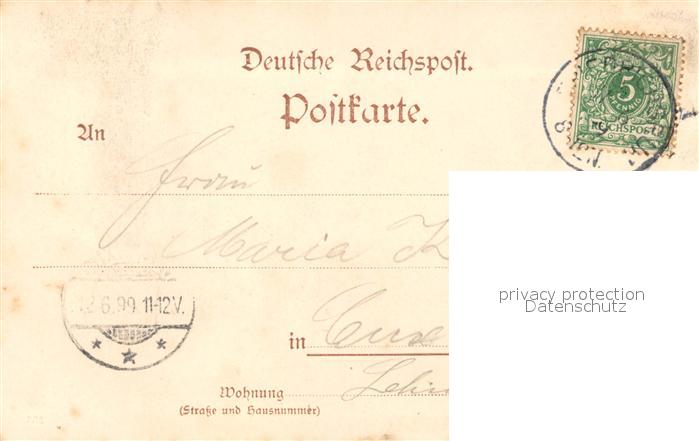 Deutsche Reichspost.
Postkarte.
5
PFENNIG
REICHSPOST
An
Frau
Maria K
12 6. 99 11-12V.
* * *
in
Wohnung
(Straße und Hausnummer)
privacy protection
Datenschutz